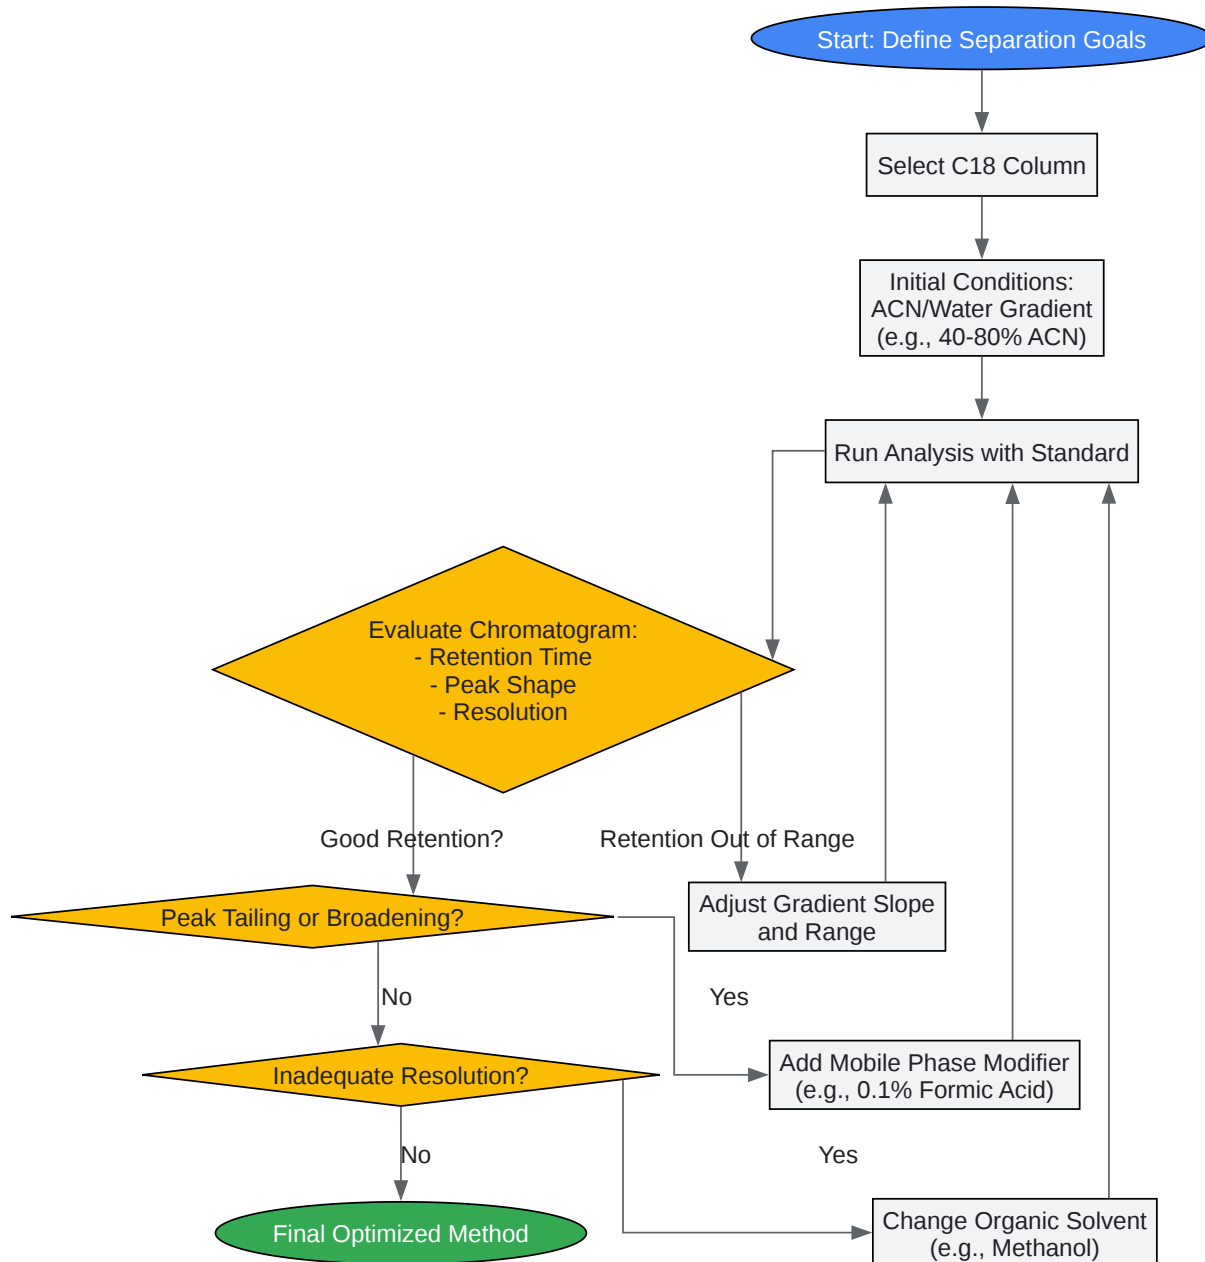 Start: Define Separation Goals
Select C18 Column
Initial Conditions:
ACN/Water Gradient
(e.g., 40-80% ACN)
Run Analysis with Standard
Evaluate Chromatogram:
- Retention Time
- Peak Shape
- Resolution
Good Retention?
Retention Out of Range
Peak Tailing or Broadening?
Adjust Gradient Slope
and Range
No
Yes
Inadequate Resolution?
Add Mobile Phase Modifier
(e.g., 0.1% Formic Acid)
No
Yes
Final Optimized Method
Change Organic Solvent
(e.g., Methanol)